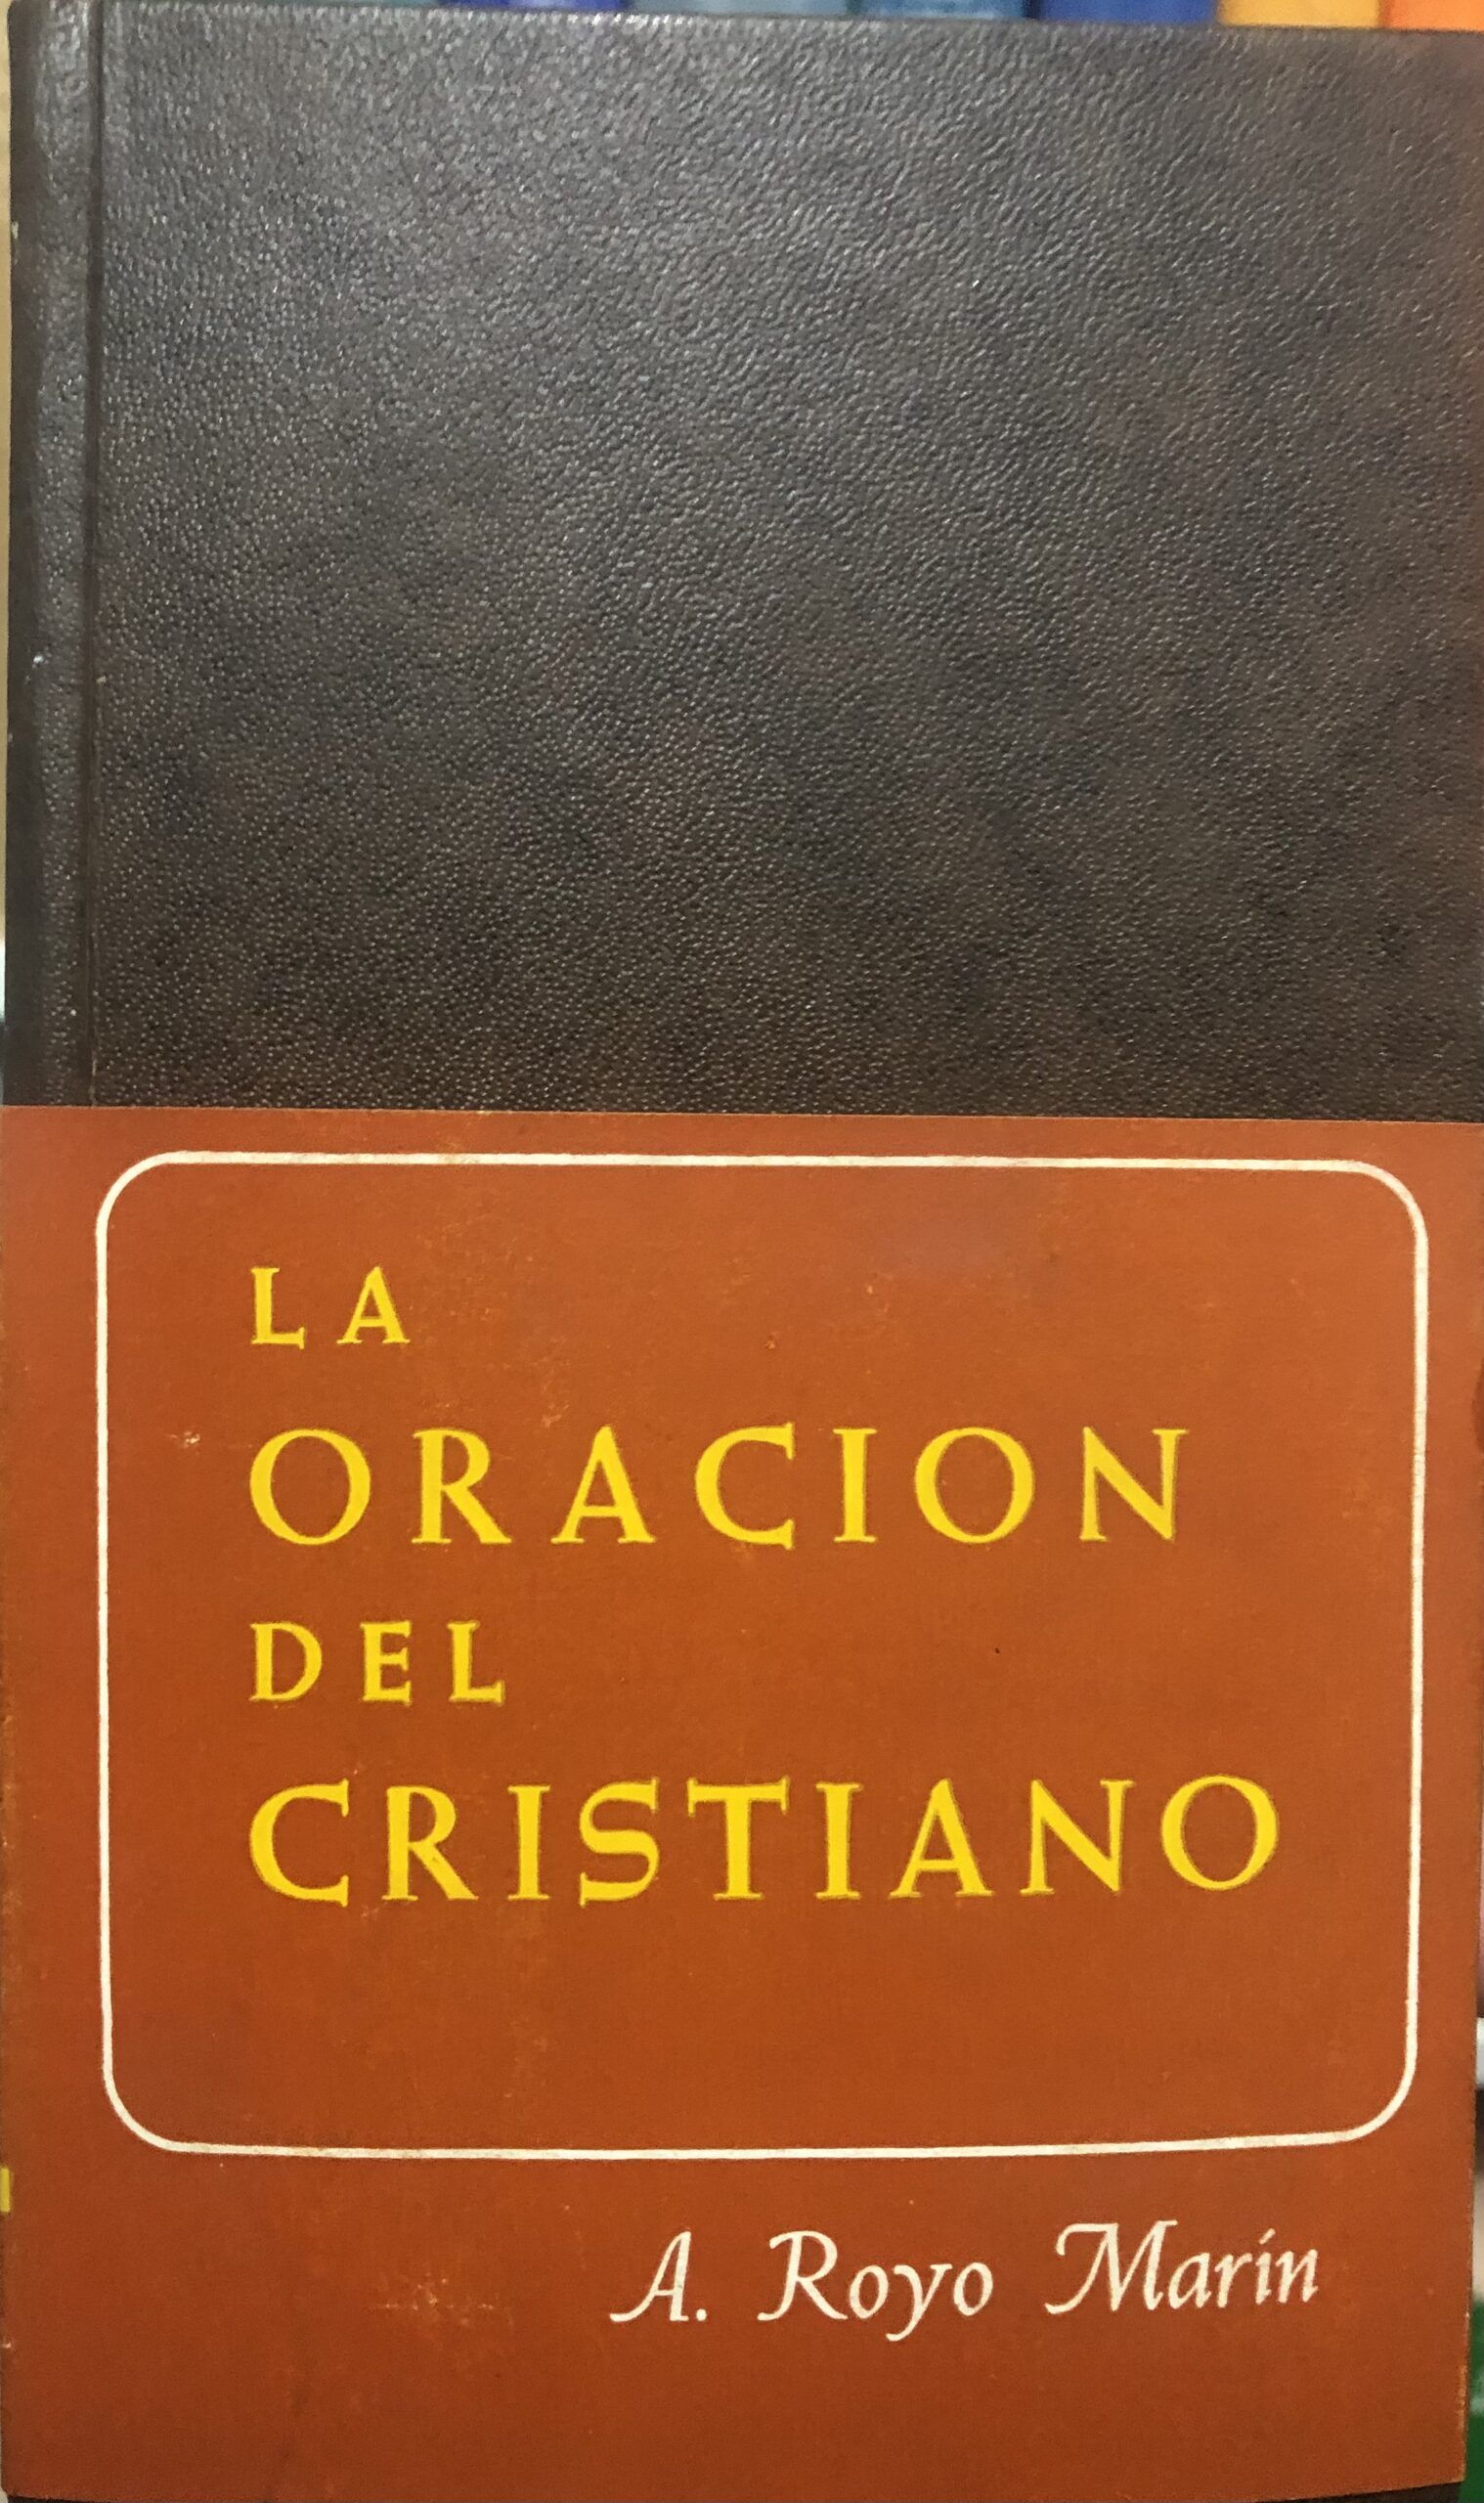 LA
ORACION
DEL
CRISTIANO
A. Royo Marín